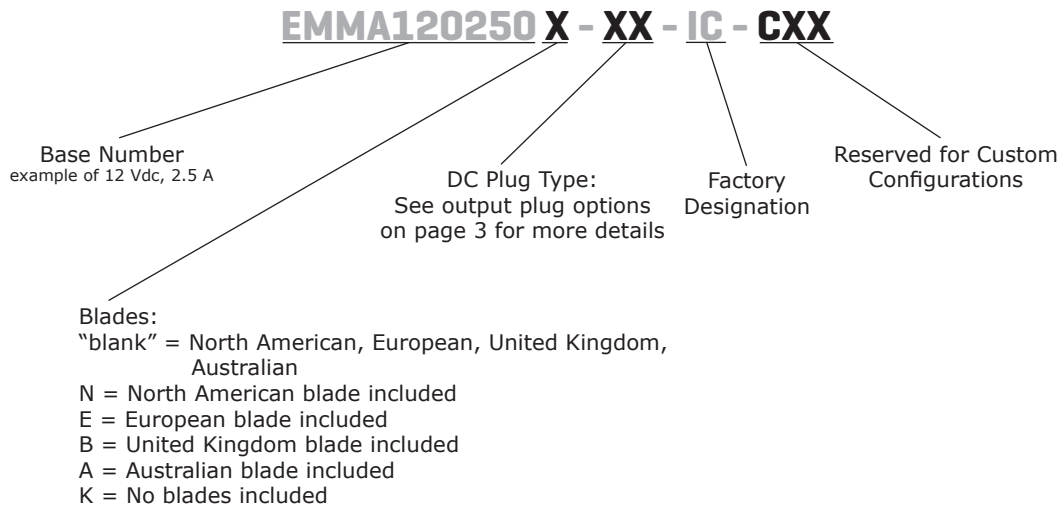 EMMA120250 X - XX - IC - CXX
Base Number
example of 12 Vdc, 2.5 A
DC Plug Type:
See output plug options
on page 3 for more details
Factory
Designation
Reserved for Custom
Configurations
Blades:
“blank” = North American, European, United Kingdom,
Australian
N = North American blade included
E = European blade included
B = United Kingdom blade included
A = Australian blade included
K = No blades included